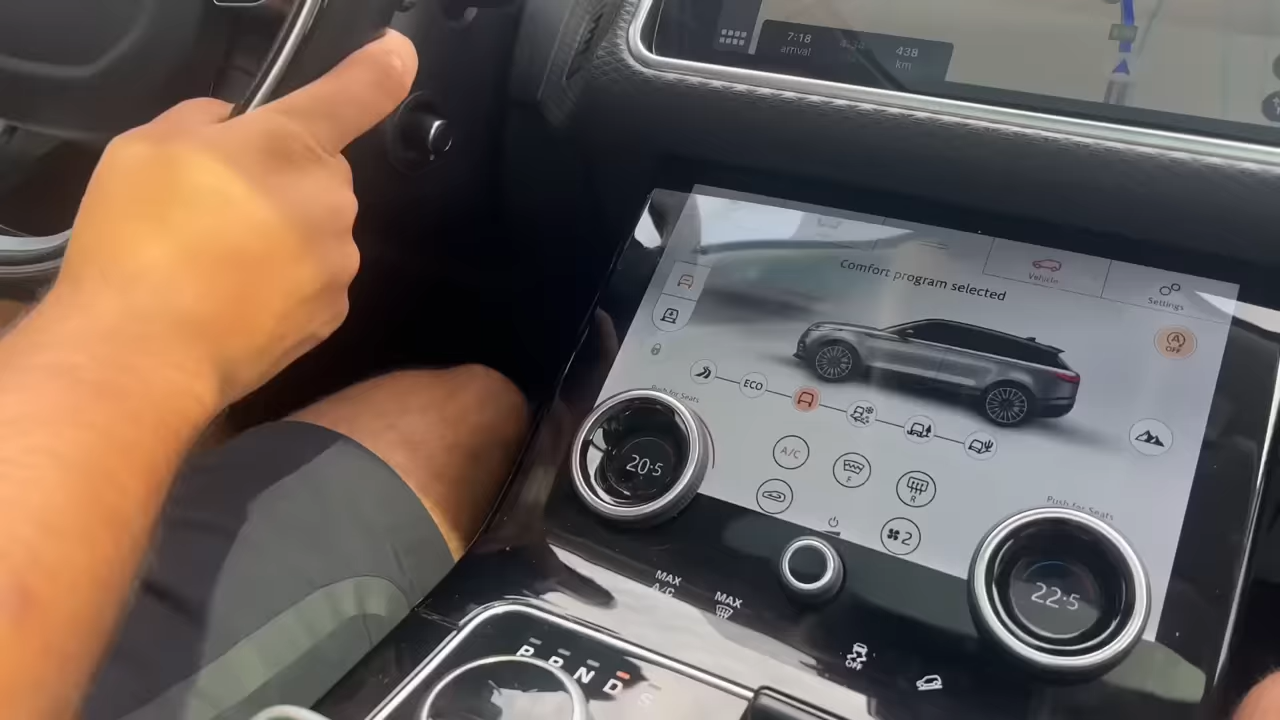 7:18
arrival
438
km
Comfort program selected
Vehicle
Settings
OFF
ECO
Push for Seats
20·5
A/C
F
R
2
Push for Seats
22·5
MAX
A/C
MAX
OFF
P R N D S